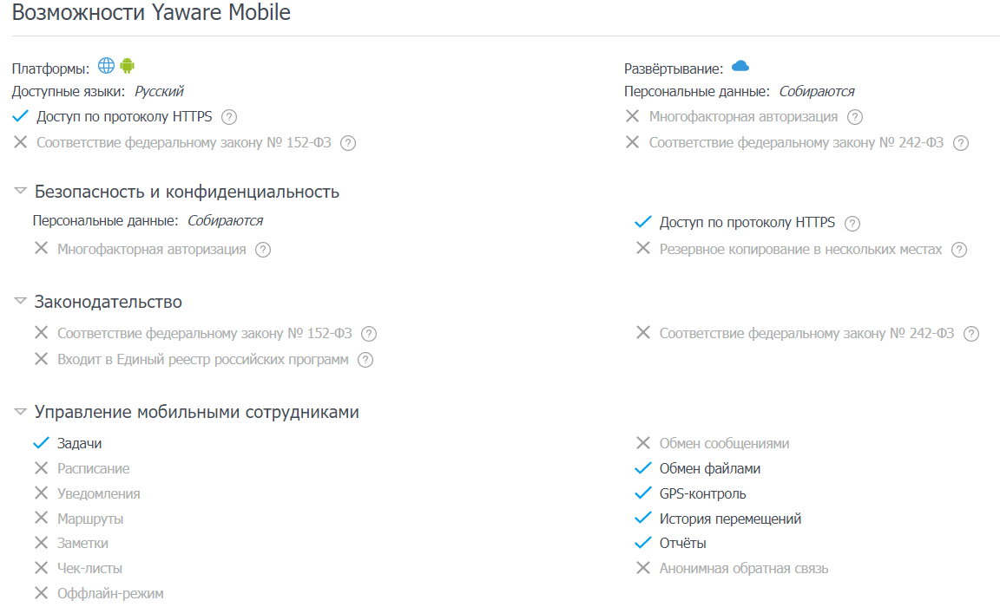 Возможности Yaware Mobile
Платформы:
Развёртывание:
Доступные языки: Русский
Персональные данные: Собираются
Доступ по протоколу HTTPS ?
Многофакторная авторизация ?
Соответствие федеральному закону № 152-ФЗ ?
Соответствие федеральному закону № 242-ФЗ ?
Безопасность и конфиденциальность
Персональные данные: Собираются
Доступ по протоколу HTTPS ?
Многофакторная авторизация ?
Резервное копирование в нескольких местах ?
Законодательство
Соответствие федеральному закону № 152-ФЗ ?
Соответствие федеральному закону № 242-ФЗ ?
Входит в Единый реестр российских программ ?
Управление мобильными сотрудниками
Задачи
Обмен сообщениями
Расписание
Обмен файлами
Уведомления
GPS-контроль
Маршруты
История перемещений
Заметки
Отчёты
Чек-листы
Анонимная обратная связь
Оффлайн-режим